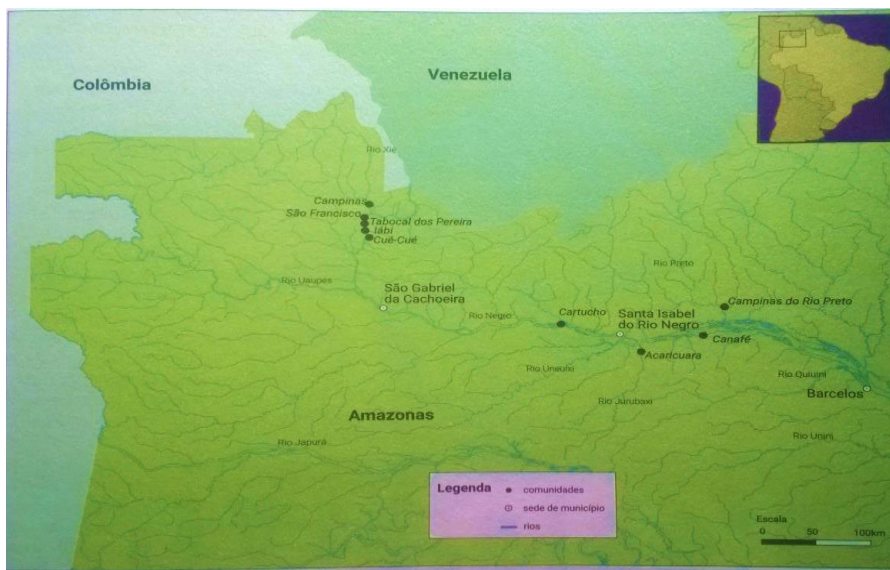 Colômbia
Venezuela
Rio Xié
Campinas
São Francisco
Tabocal dos Pereira
Iábi
Cué-Cué
Rio Uaupés
São Gabriel
da Cachoeira
Rio Preto
Campinas do Rio Preto
Rio Negro
Cartucho
Santa Isabel
do Rio Negro
Canafé
Acaricuara
Rio Uneuixi
Rio Quiuini
Barcelos
Rio Jurubaxi
Amazonas
Rio Japurá
Rio Unini
Legenda
comunidades
sede de município
rios
Escala
0 50 100km